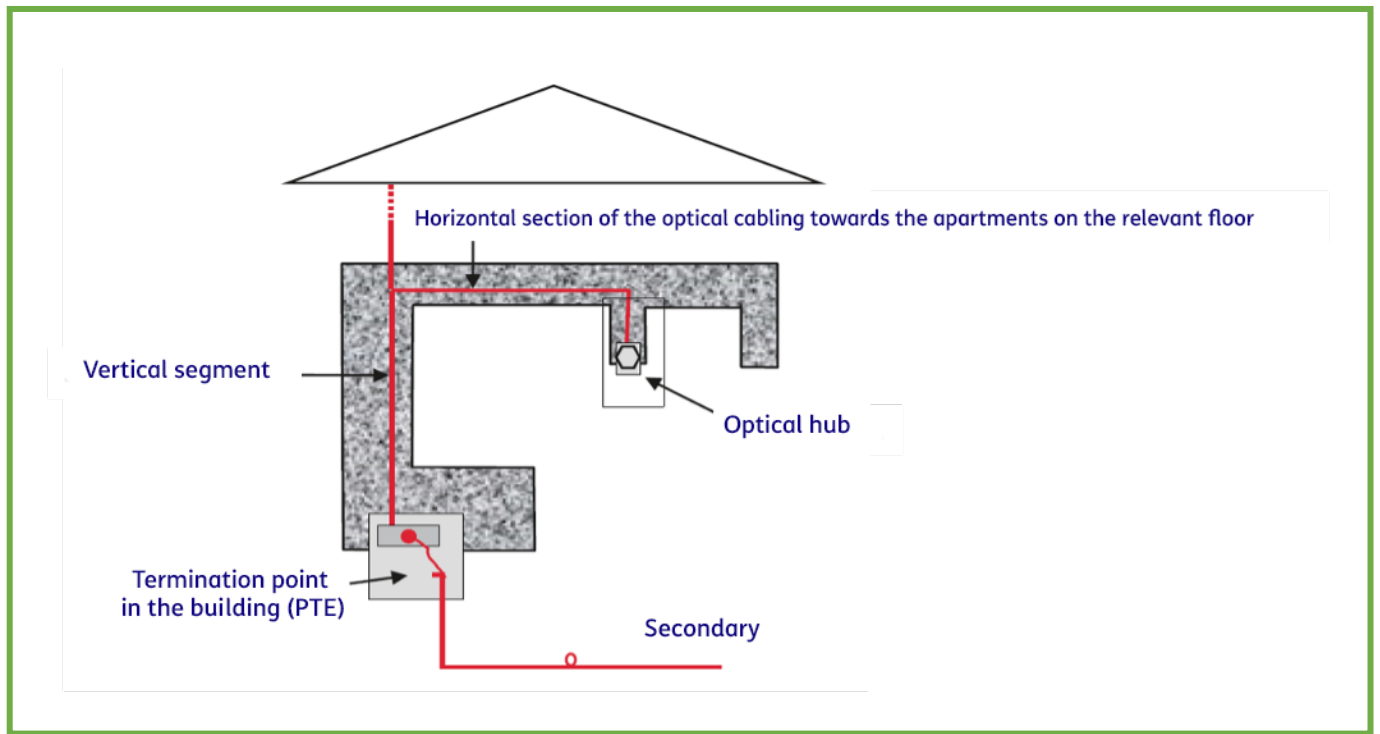 Horizontal section of the optical cabling towards the apartments on the relevant floor
Vertical segment
Optical hub
Termination point
in the building (PTE)
Secondary